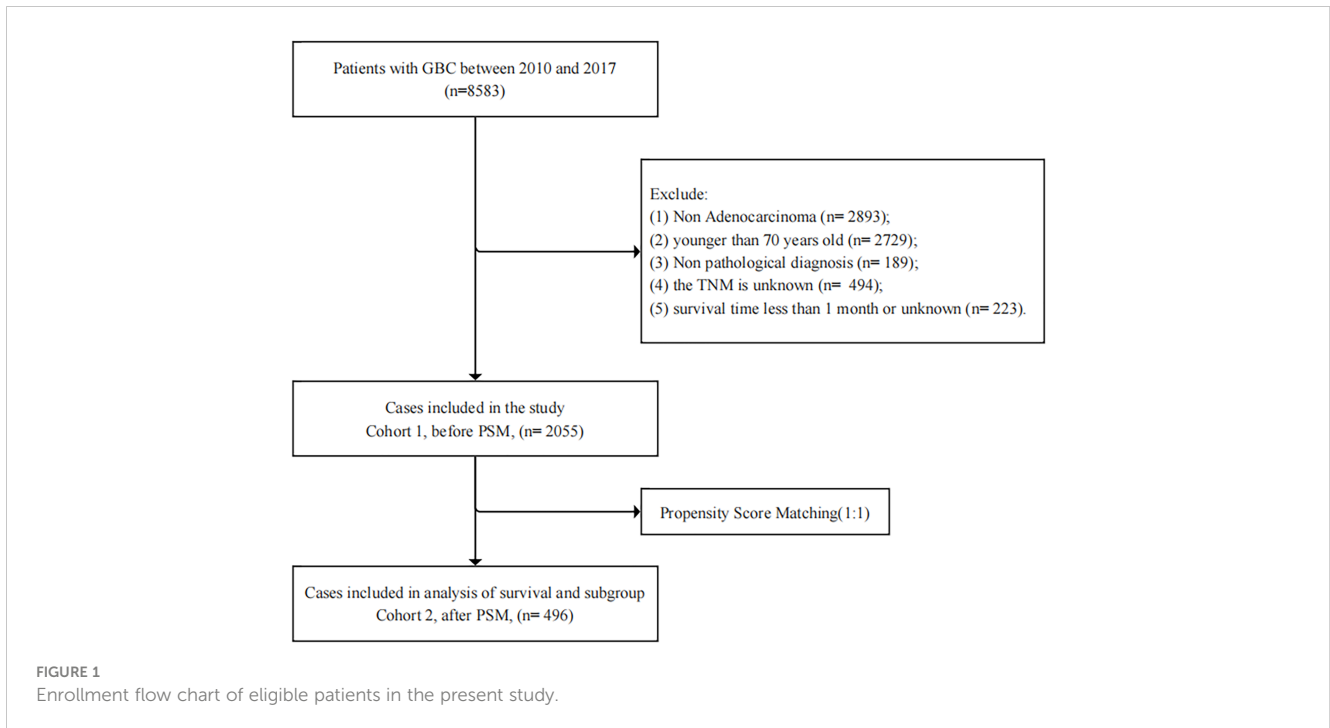 Patients with GBC between 2010 and 2017
(n=8583)
Exclude:
(1) Non Adenocarcinoma (n= 2893);
(2) younger than 70 years old (n= 2729);
(3) Non pathological diagnosis (n= 189);
(4) the TNM is unknown (n=  494);
(5) survival time less than 1 month or unknown (n= 223).
Cases included in the study
Cohort 1, before PSM, (n= 2055)
Propensity Score Matching(1:1)
Cases included in analysis of survival and subgroup
Cohort 2, after PSM, (n= 496)
FIGURE 1
Enrollment flow chart of eligible patients in the present study.